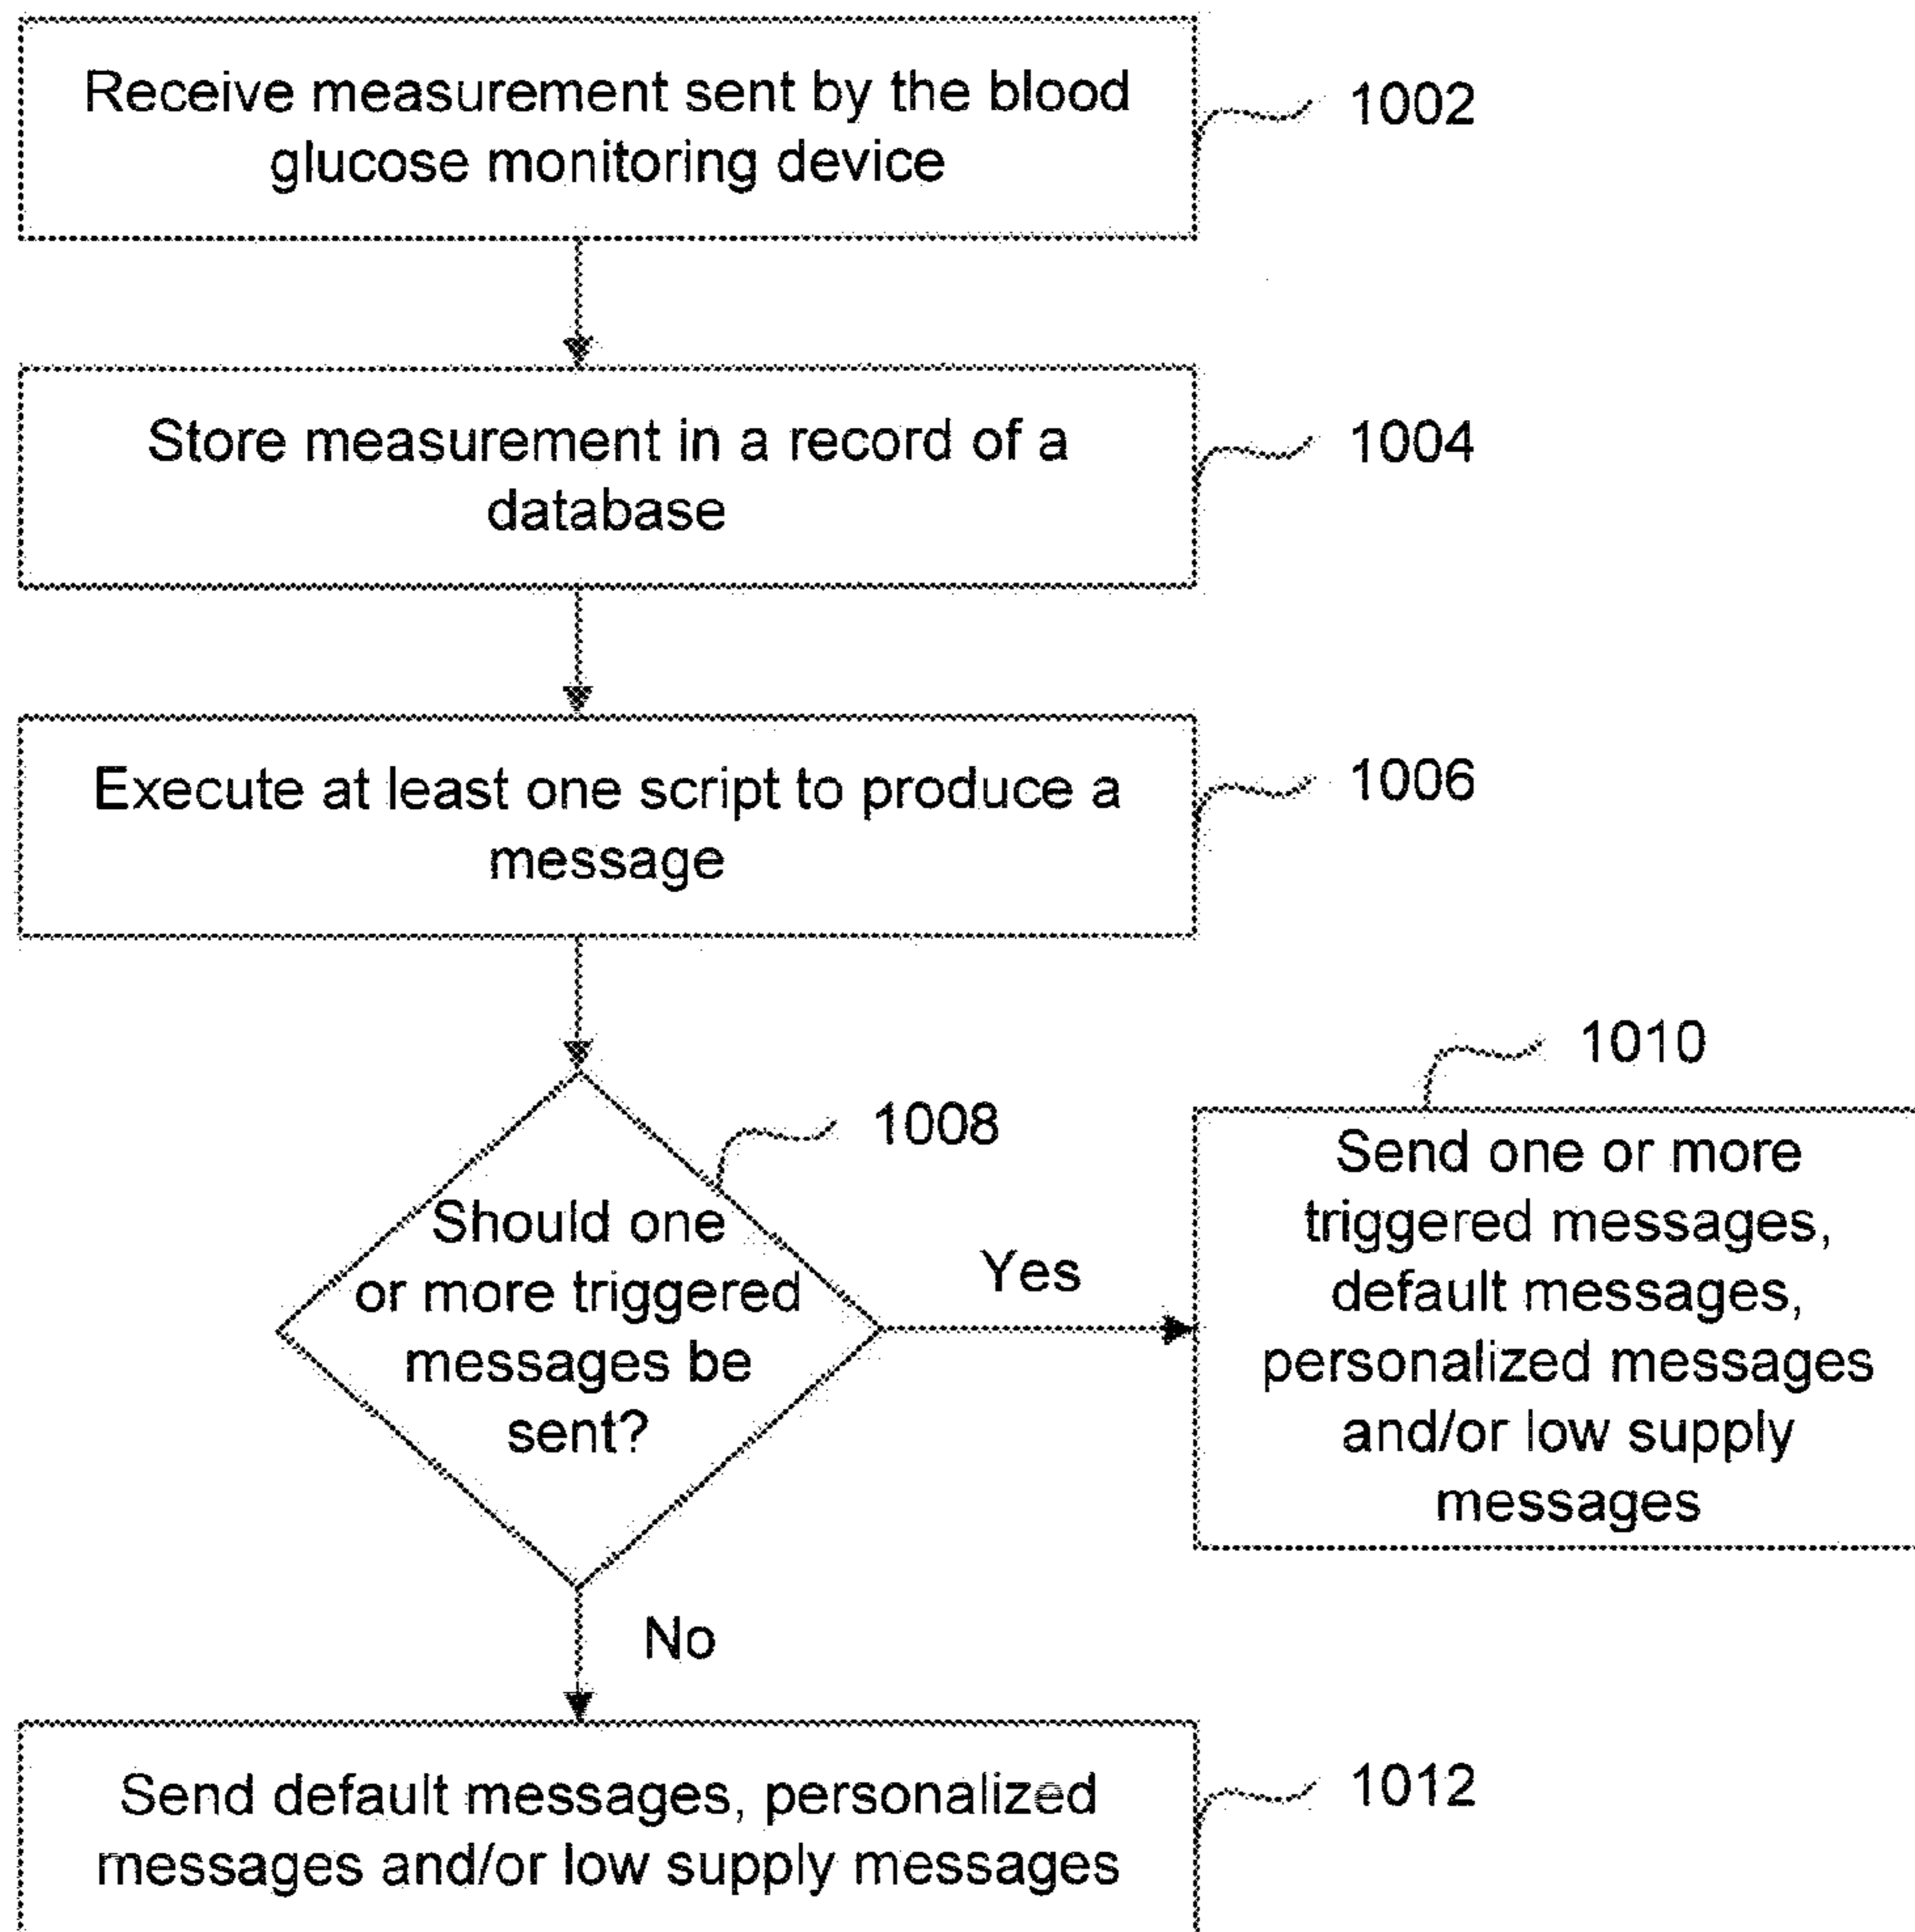 Receive measurement sent by the blood
glucose monitoring device
1002
Store measurement in a record of a
database
1004
Execute at least one script to produce a
message
1006
1008
Should one
or more triggered
messages be
sent?
Yes
1010
Send one or more
triggered messages,
default messages,
personalized messages
and/or low supply
messages
No
Send default messages, personalized
messages and/or low supply messages
1012